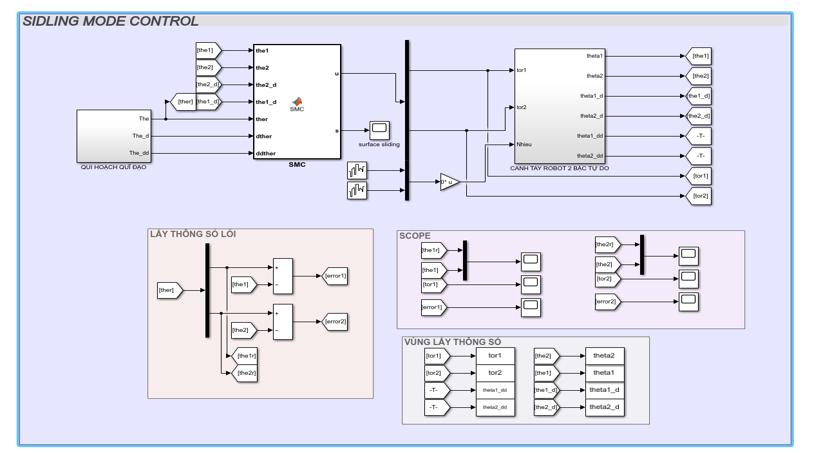 SIDLING MODE CONTROL
[the1]
[the2]
[the2_d]
[ther]
[the1_d]
the1
the2
the2_d
the1_d
ther
dther
ddther
SMC
u
s
SMC
The
The_d
The_dd
QUI HOẠCH QUĨ ĐẠO
surface sliding
0* u
tor1
tor2
Nhieu
theta1
theta2
theta1_d
theta2_d
theta1_dd
theta2_dd
CANH TAY ROBOT 2 BẬC TỰ DO
[the1]
[the2]
[the1_d]
[the2_d]
-T-
-T-
[tor1]
[tor2]
LẤY THÔNG SỐ LỖI
[ther]
[the1]
[the2]
+
−
+
−
[error1]
[error2]
[the1r]
[the2r]
SCOPE
[the1r]
[the1]
[tor1]
[error1]
[the2r]
[the2]
[tor2]
[error2]
VÙNG LẤY THÔNG SỐ
[tor1]
tor1
[the2]
theta2
[tor2]
tor2
[the1]
theta1
-T-
theta1_dd
[the1_d]
theta1_d
-T-
theta2_dd
[the2_d]
theta2_d